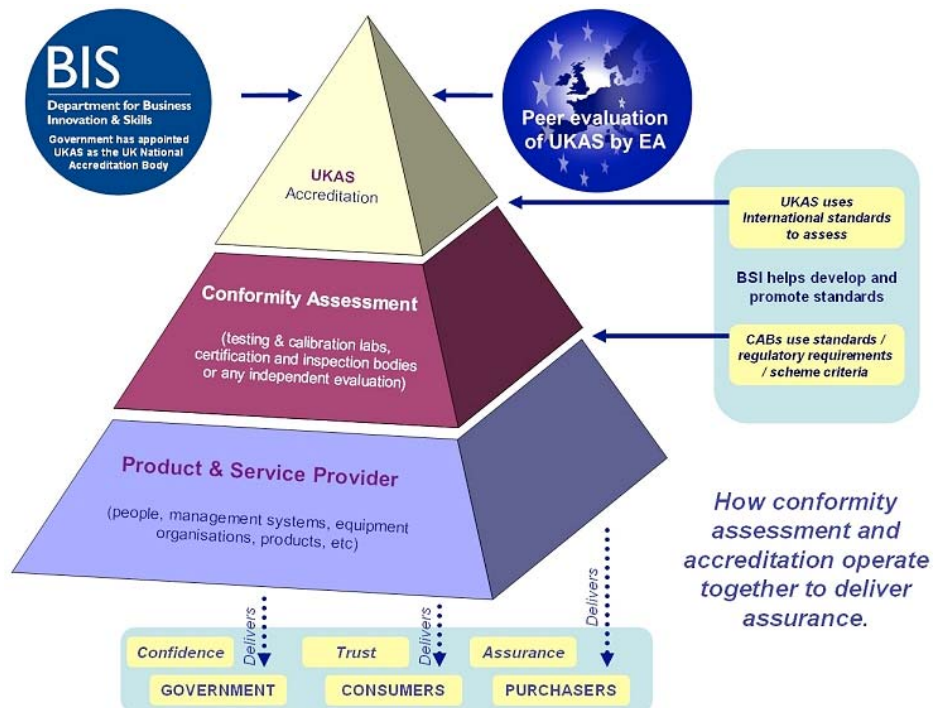 BIS
Department for Business
Innovation & Skills
Government has appointed
UKAS as the UK National
Accreditation Body
Peer evaluation
of UKAS by EA
UKAS
Accreditation
UKAS uses
International standards
to assess
BSI helps develop and
promote standards
CABs use standards /
regulatory requirements
/ scheme criteria
Conformity Assessment
(testing & calibration labs,
certification and inspection bodies
or any independent evaluation)
Product & Service Provider
(people, management systems, equipment
organisations, products, etc)
How conformity
assessment and
accreditation operate
together to deliver
assurance.
Delivers
Delivers
Delivers
Confidence
Trust
Assurance
GOVERNMENT
CONSUMERS
PURCHASERS